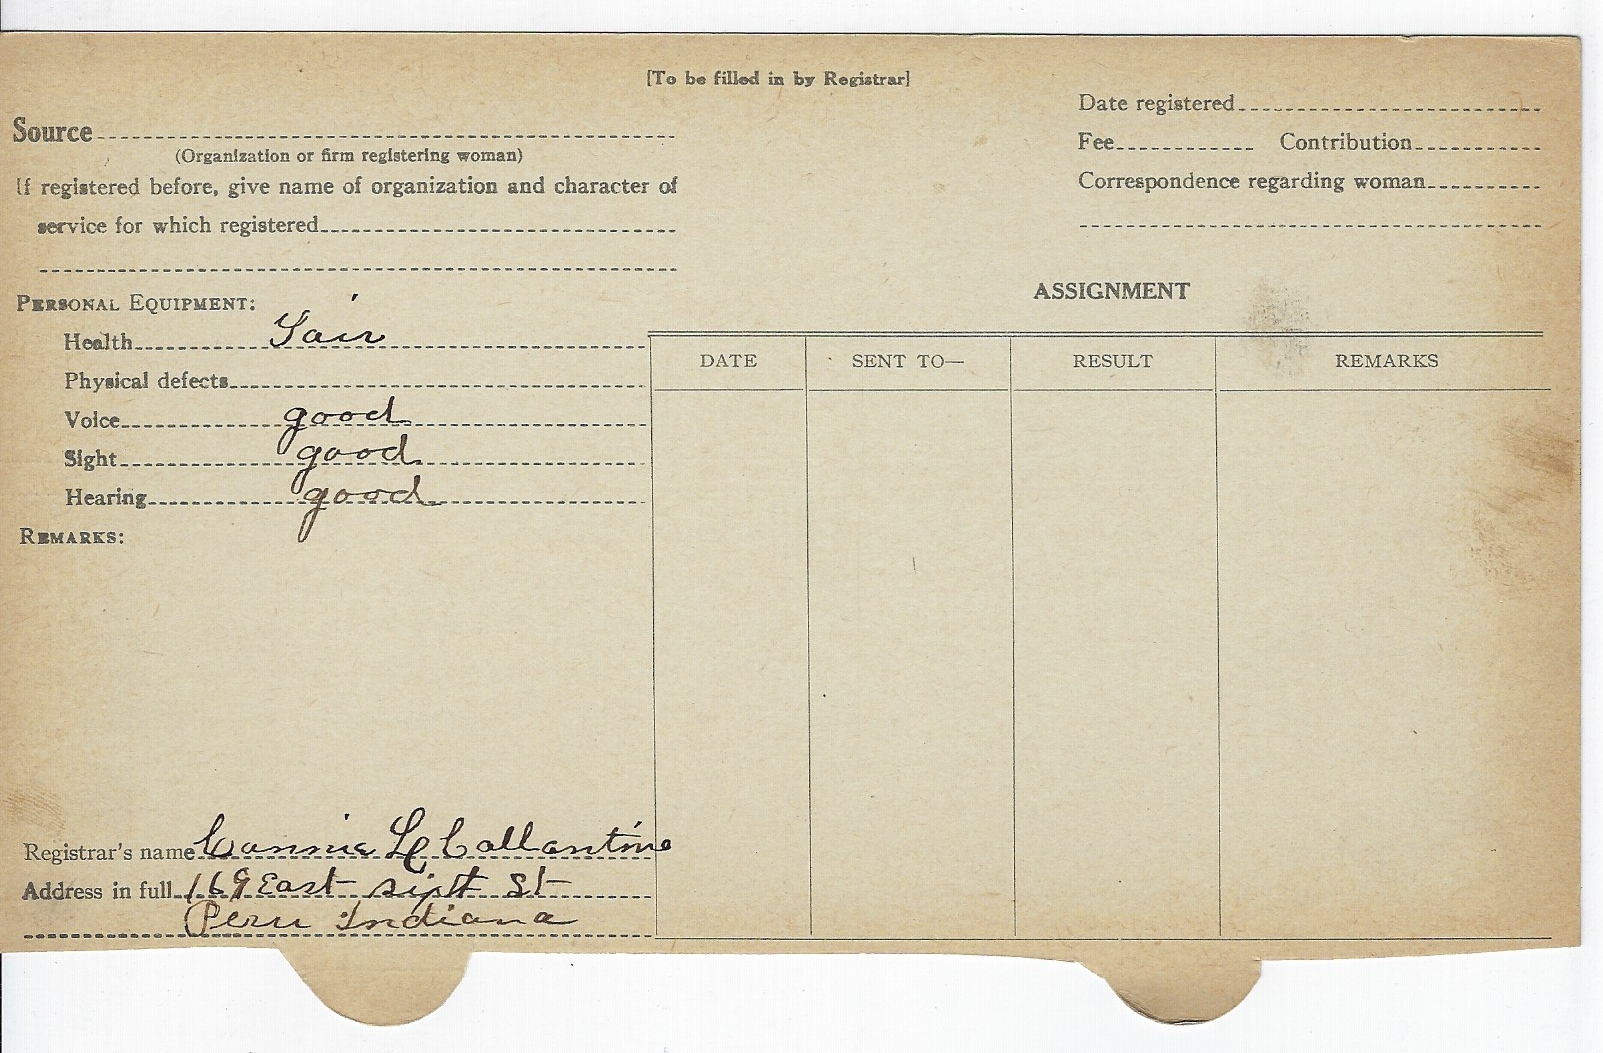 [To be filled in by Registrar]
Source
(Organization or firm registering woman)
If registered before, give name of organization and character of
service for which registered
Date registered
Fee Contribution
Correspondence regarding woman
PERSONAL EQUIPMENT:
Health Fair
Physical defects
Voice good
Sight good
Hearing good
REMARKS:
Registrar's name Cannie L Callantine
Address in full 169 East sixth St
Peru Indiana
ASSIGNMENT
DATE SENT TO— RESULT REMARKS